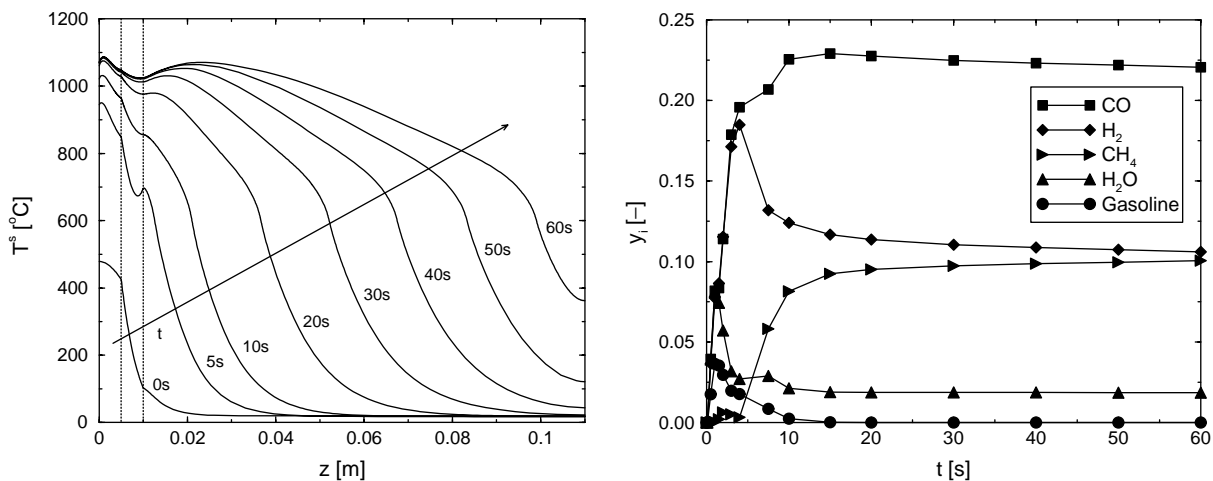 1200
1000
800
600
400
200
0
0
0.02
0.04
0.06
0.08
0.1
Tˢ [°C]
z [m]
t
0s
5s
10s
20s
30s
40s
50s
60s
0.25
0.20
0.15
0.10
0.05
0.00
0
10
20
30
40
50
60
yᵢ [–]
t [s]
CO
H₂
CH₄
H₂O
Gasoline